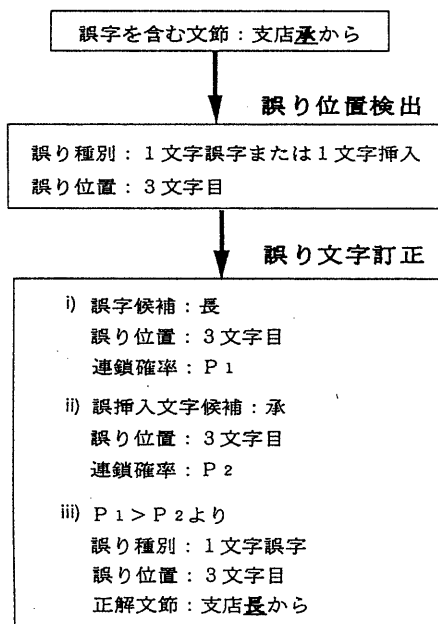 誤字を含む文節：支店承から
誤り位置検出
誤り種別：1文字誤字または1文字挿入
誤り位置：3文字目
誤り文字訂正
i) 誤字候補：長
誤り位置：3文字目
連鎖確率：P1
ii) 誤挿入文字候補：承
誤り位置：3文字目
連鎖確率：P2
iii) P1＞P2より
誤り種別：1文字誤字
誤り位置：3文字目
正解文節：支店長から